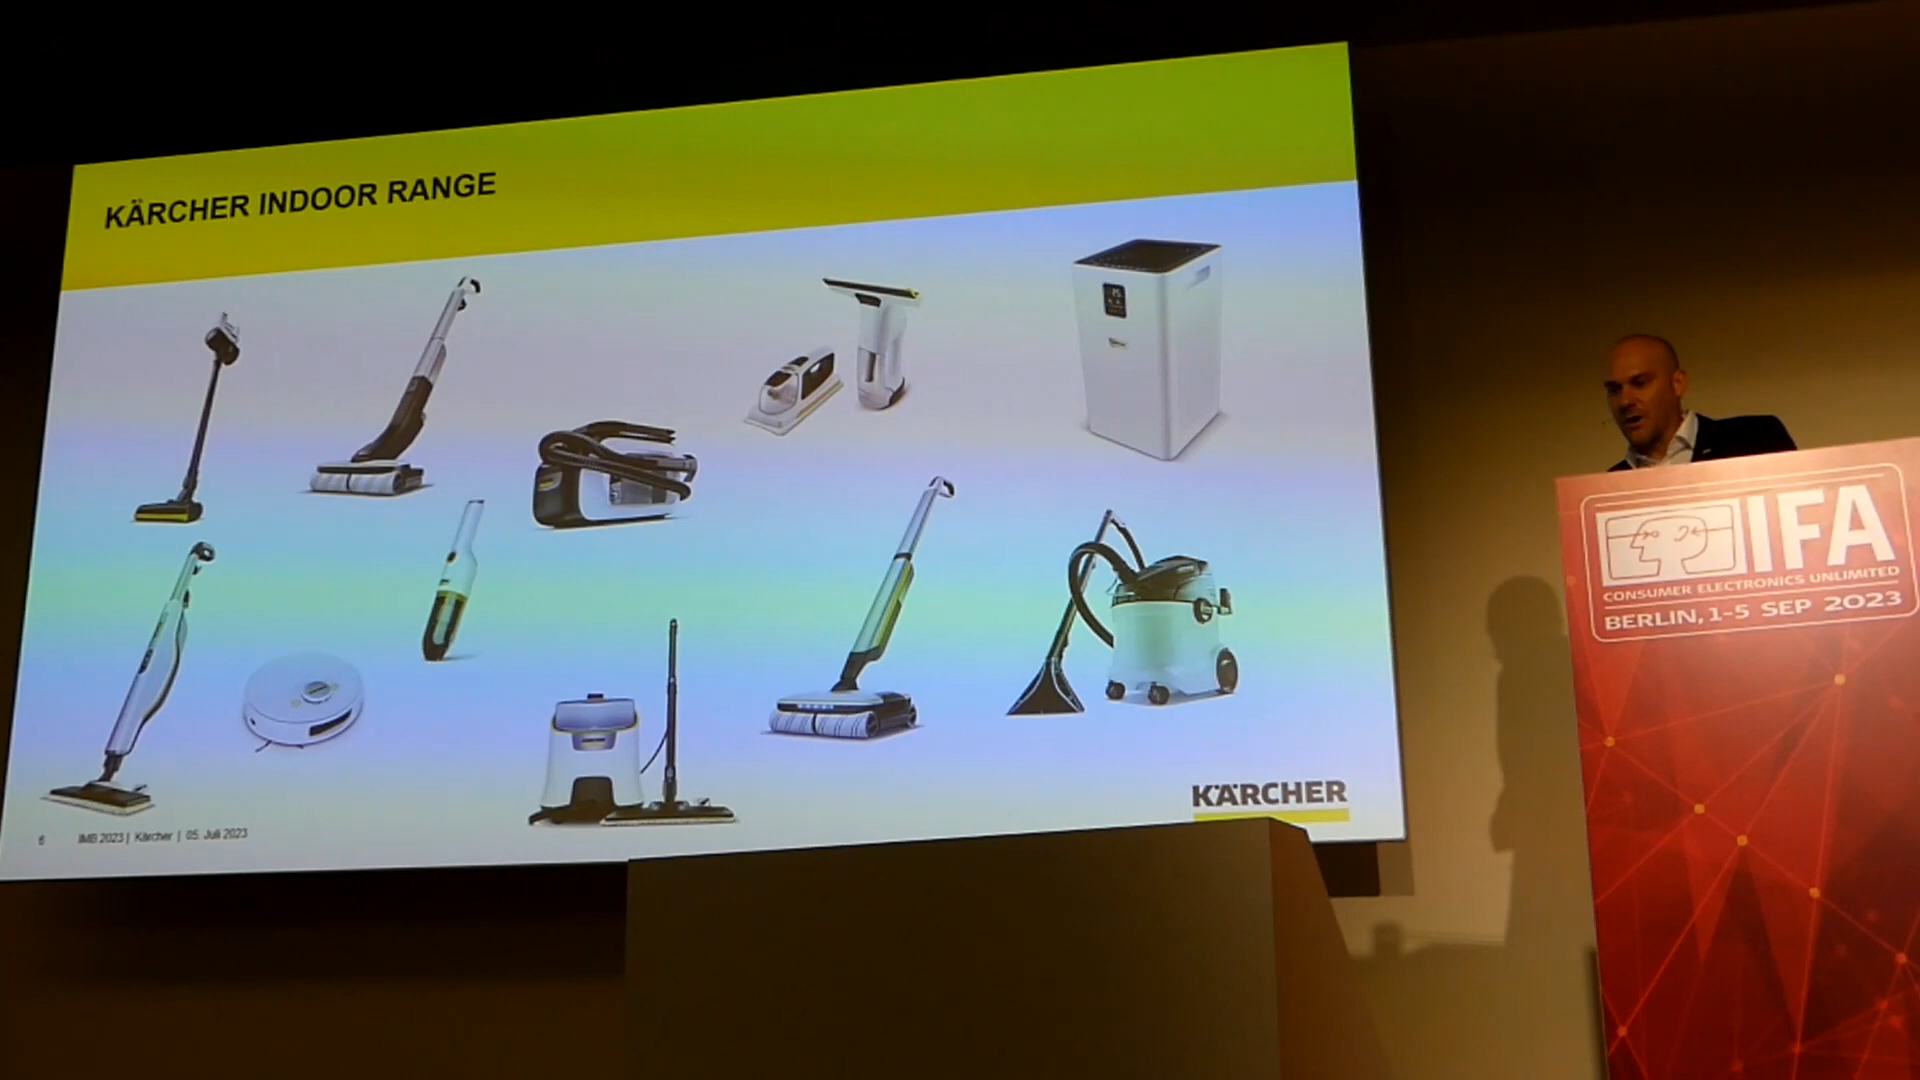 KÄRCHER INDOOR RANGE
KÄRCHER
6 IMB 2023 | Kärcher | 05. Juli 2023
IFA
CONSUMER ELECTRONICS UNLIMITED
BERLIN, 1-5 SEP 2023